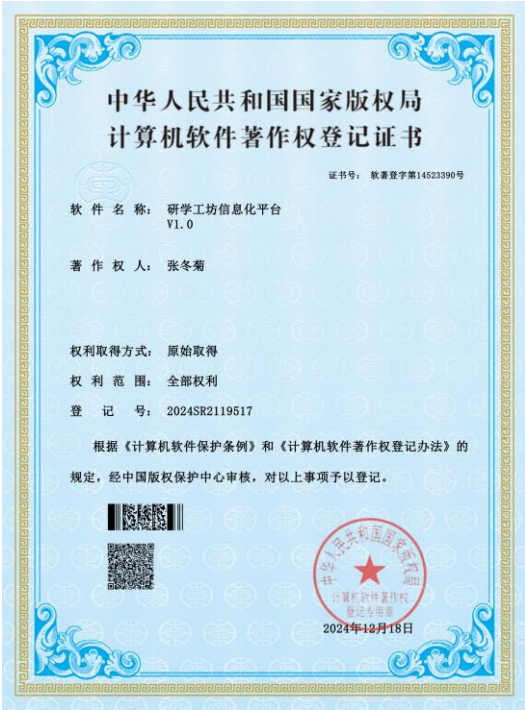 中华人民共和国国家版权局
计算机软件著作权登记证书
证书号： 软著登字第14523390号
软 件 名 称： 研学工坊信息化平台
V1.0
著 作 权 人： 张冬菊
权利取得方式： 原始取得
权 利 范 围： 全部权利
登 记 号： 2024SR2119517
根据《计算机软件保护条例》和《计算机软件著作权登记办法》的
规定，经中国版权保护中心审核，对以上事项予以登记。
中华人民共和国国家版权局
计算机软件著作权
登记专用章
2024年12月18日